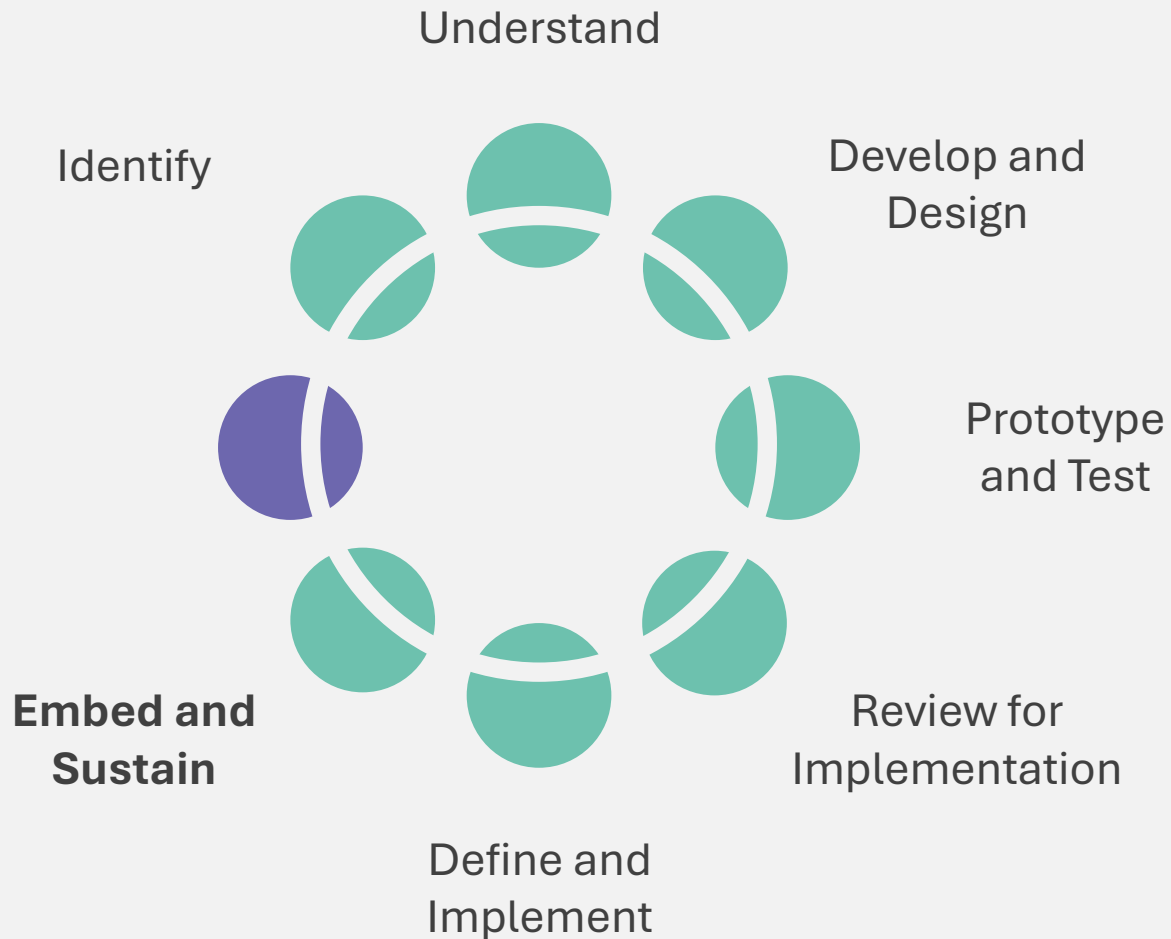 Understand
Identify
Develop and
Design
Prototype
and Test
Embed and
Sustain
Review for
Implementation
Define and
Implement